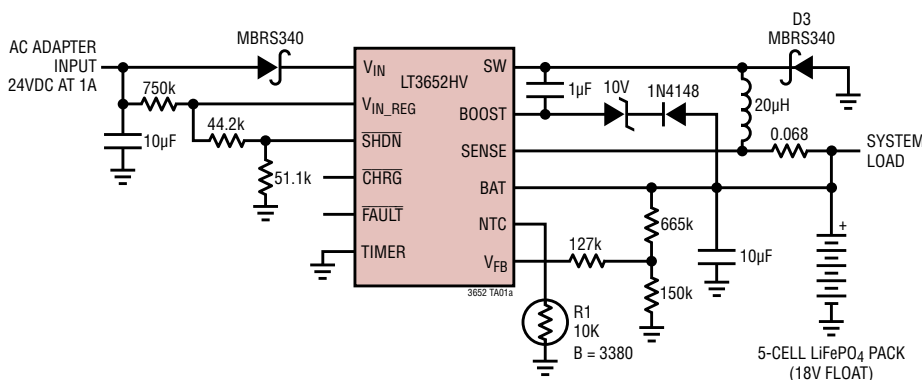 D3
MBRS340
MBRS340
AC ADAPTER
INPUT
24VDC AT 1A
VIN
SW
LT3652HV
750k
VIN_REG
1µF
10V
1N4148
20µH
BOOST
10µF
44.2k
SHDN
0.068
SENSE
SYSTEM
LOAD
51.1k
CHRG
BAT
FAULT
NTC
665k
+
TIMER
VFB
127k
10µF
3652 TA01a
150k
R1
10K
B = 3380
5-CELL LiFePO4 PACK
(18V FLOAT)